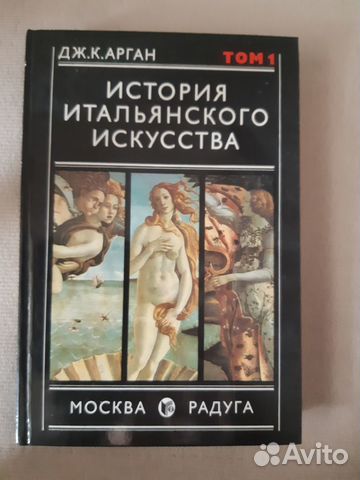 ДЖ.К.АРГАН ТОМ 1
ИСТОРИЯ
ИТАЛЬЯНСКОГО
ИСКУССТВА
МОСКВА РАДУГА
Avito